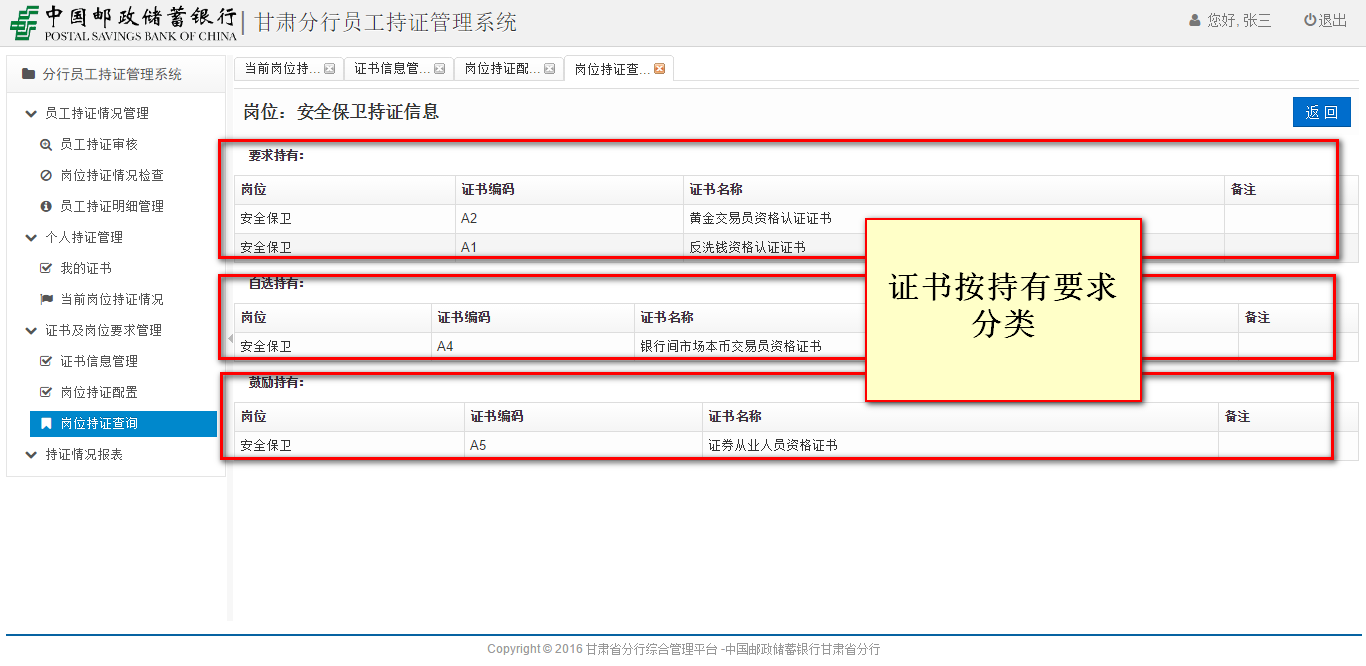 中国邮政储蓄银行
POSTAL SAVINGS BANK OF CHINA
甘肃分行员工持证管理系统
您好, 张三
退出
分行员工持证管理系统
员工持证情况管理
员工持证审核
岗位持证情况检查
员工持证明细管理
个人持证管理
我的证书
当前岗位持证情况
证书及岗位要求管理
证书信息管理
岗位持证配置
岗位持证查询
持证情况报表
当前岗位持... 证书信息管... 岗位持证配... 岗位持证查...
岗位：安全保卫持证信息
返 回
要求持有:
岗位 证书编码 证书名称 备注
安全保卫 A2 黄金交易员资格认证证书
安全保卫 A1 反洗钱资格认证证书
自选持有:
岗位 证书编码 证书名称 备注
安全保卫 A4 银行间市场本币交易员资格证书
鼓励持有:
岗位 证书编码 证书名称 备注
安全保卫 A5 证券从业人员资格证书
证书按持有要求
分类
Copyright © 2016 甘肃省分行综合管理平台 -中国邮政储蓄银行甘肃省分行